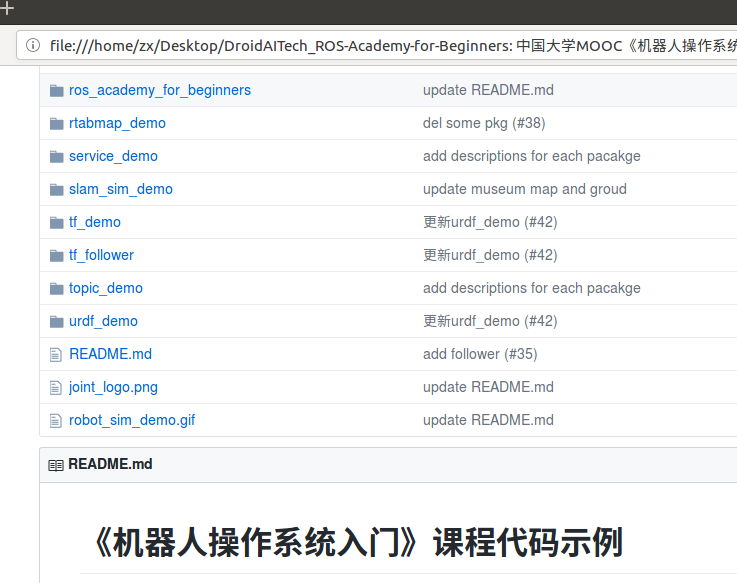 file:///home/zx/Desktop/DroidAITech_ROS-Academy-for-Beginners: 中国大学MOOC《机器人操作系统
ros_academy_for_beginners update README.md
rtabmap_demo del some pkg (#38)
service_demo add descriptions for each pacakge
slam_sim_demo update museum map and groud
tf_demo 更新urdf_demo (#42)
tf_follower 更新urdf_demo (#42)
topic_demo add descriptions for each pacakge
urdf_demo 更新urdf_demo (#42)
README.md add follower (#35)
joint_logo.png update README.md
robot_sim_demo.gif update README.md
README.md
《机器人操作系统入门》课程代码示例